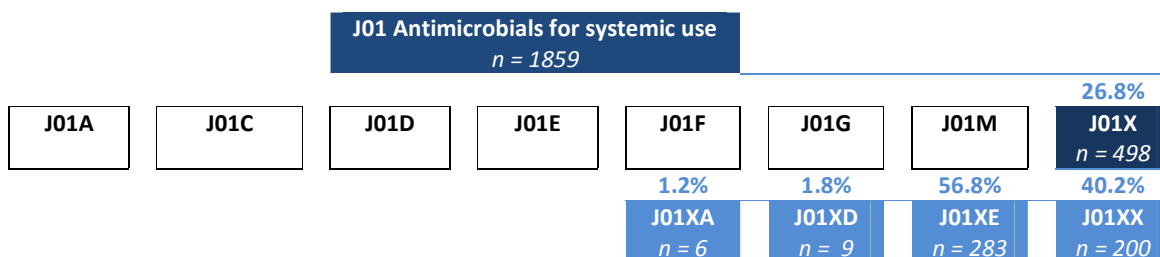 J01 Antimicrobials for systemic use
n = 1859
26.8%
J01A J01C J01D J01E J01F J01G J01M J01X
n = 498
1.2% 1.8% 56.8% 40.2%
J01XA J01XD J01XE J01XX
n = 6 n = 9 n = 283 n = 200